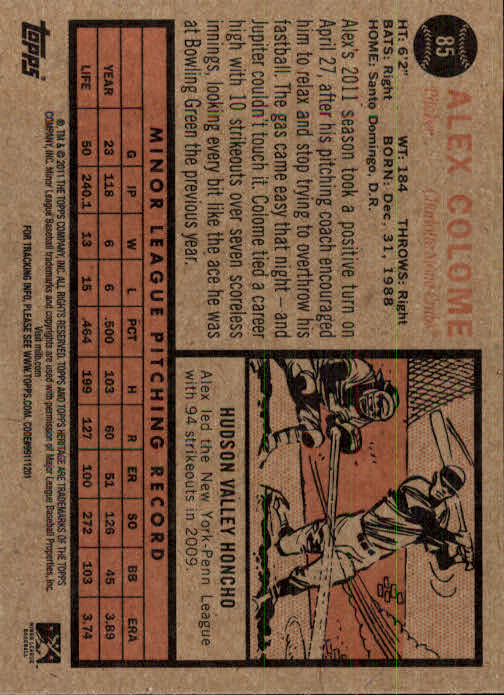 85
ALEX COLOME
Pitcher Charlotte Stone Crabs
HT: 6'2" WT: 184 THROWS: Right
BATS: Right BORN: Dec. 31, 1988
HOME: Santo Domingo, D.R.
Alex's 2011 season took a positive turn on
April 27, after his pitching coach encouraged
him to relax and stop trying to overthrow his
fastball. The gas came easy that night – and
Jupiter couldn't touch it. Colome tied a career
high with 10 strikeouts over seven scoreless
innings, looking every bit like the ace he was
at Bowling Green the previous year.
HUDSON VALLEY HONCHO
Alex led the New York-Penn League
with 94 strikeouts in 2009.
MINOR LEAGUE PITCHING RECORD
G IP W L PCT H R ER SO BB ERA
YEAR 23 118 6 6 .500 103 60 51 126 45 3.89
LIFE 50 240.1 13 15 .464 199 127 100 272 103 3.74
Topps
®, TM & © 2011 THE TOPPS COMPANY, INC. ALL RIGHTS RESERVED. TOPPS AND TOPPS HERITAGE ARE TRADEMARKS OF THE TOPPS
COMPANY, INC. Minor League Baseball trademarks and copyrights are used with permission of Major League Baseball Properties, Inc.
Visit milb.com
FOR TRACKING INFO, PLEASE SEE WWW.TOPPS.COM. CODE#99111201
MINOR LEAGUE
BASEBALL